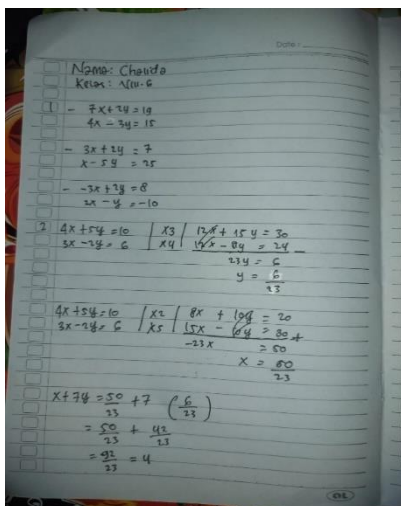 Date :
Nama: Chauda
Kelas: VIII-6
1 - 7x+2y=19
4x - 3y = 15
- 3x+2y = 7
x-5y = 25
- -3x+2y = 8
2x - y = -10
2 4x+5y=10 | x3 | 12x + 15y = 30
3x-2y= 6 | x4 | 12x - 8y = 24 -
23y = 6
y = 6
23
4x+5y=10 | x2 | 8x + 10y = 20
3x-2y= 6 | x5 | 15x - 10y = 30 +
-23x = 50
x = 50
23
x+7y = 50/23 + 7 (6/23)
= 50/23 + 42/23
= 92/23 = 4